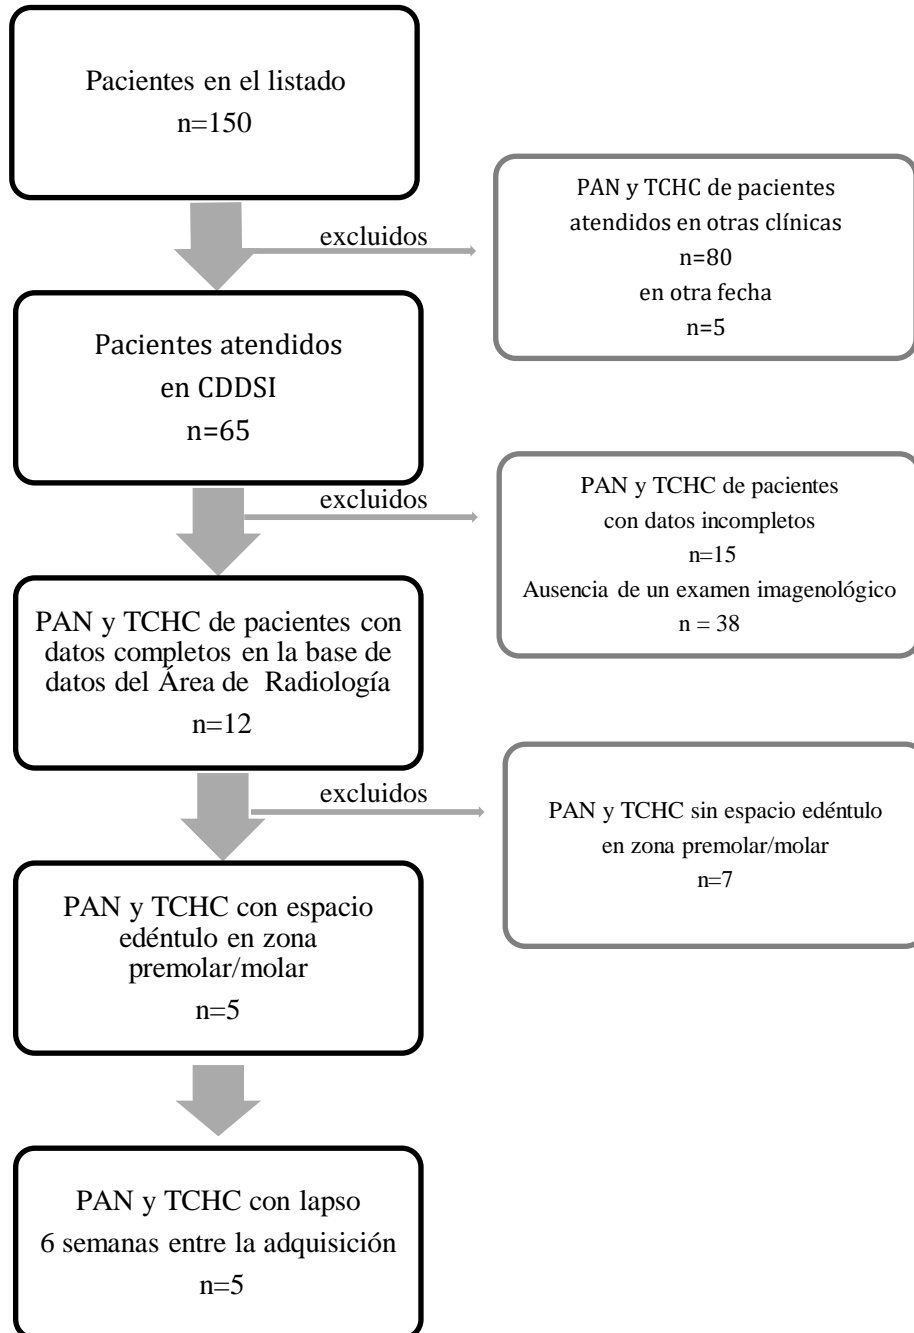 Pacientes en el listado
n=150
excluidos
PAN y TCHC de pacientes
atendidos en otras clínicas
n=80
en otra fecha
n=5
Pacientes atendidos
en CDDSI
n=65
excluidos
PAN y TCHC de pacientes
con datos incompletos
n=15
Ausencia de un examen imagenológico
n = 38
PAN y TCHC de pacientes con
datos completos en la base de
datos del Área de Radiología
n=12
excluidos
PAN y TCHC sin espacio edéntulo
en zona premolar/molar
n=7
PAN y TCHC con espacio
edéntulo en zona
premolar/molar
n=5
PAN y TCHC con lapso
6 semanas entre la adquisición
n=5